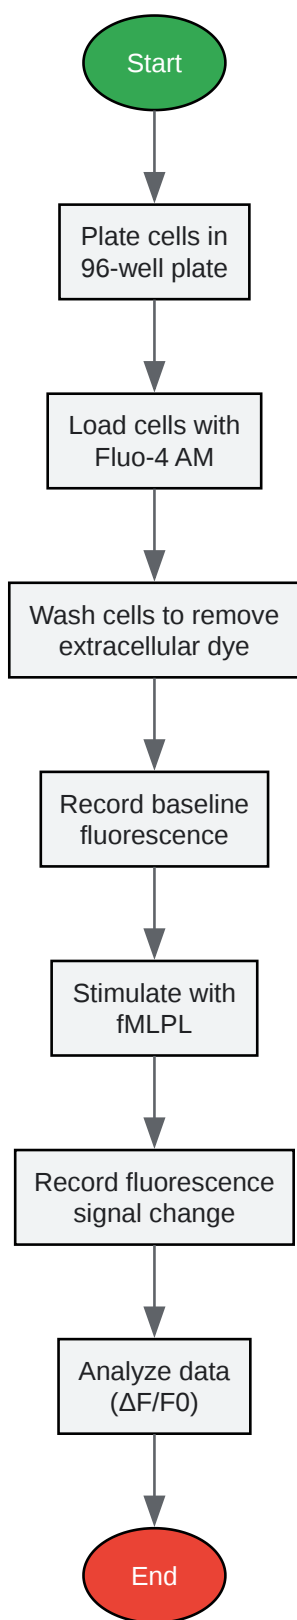 Start
Plate cells in
96-well plate
Load cells with
Fluo-4 AM
Wash cells to remove
extracellular dye
Record baseline
fluorescence
Stimulate with
fMLPL
Record fluorescence
signal change
Analyze data
(ΔF/F0)
End